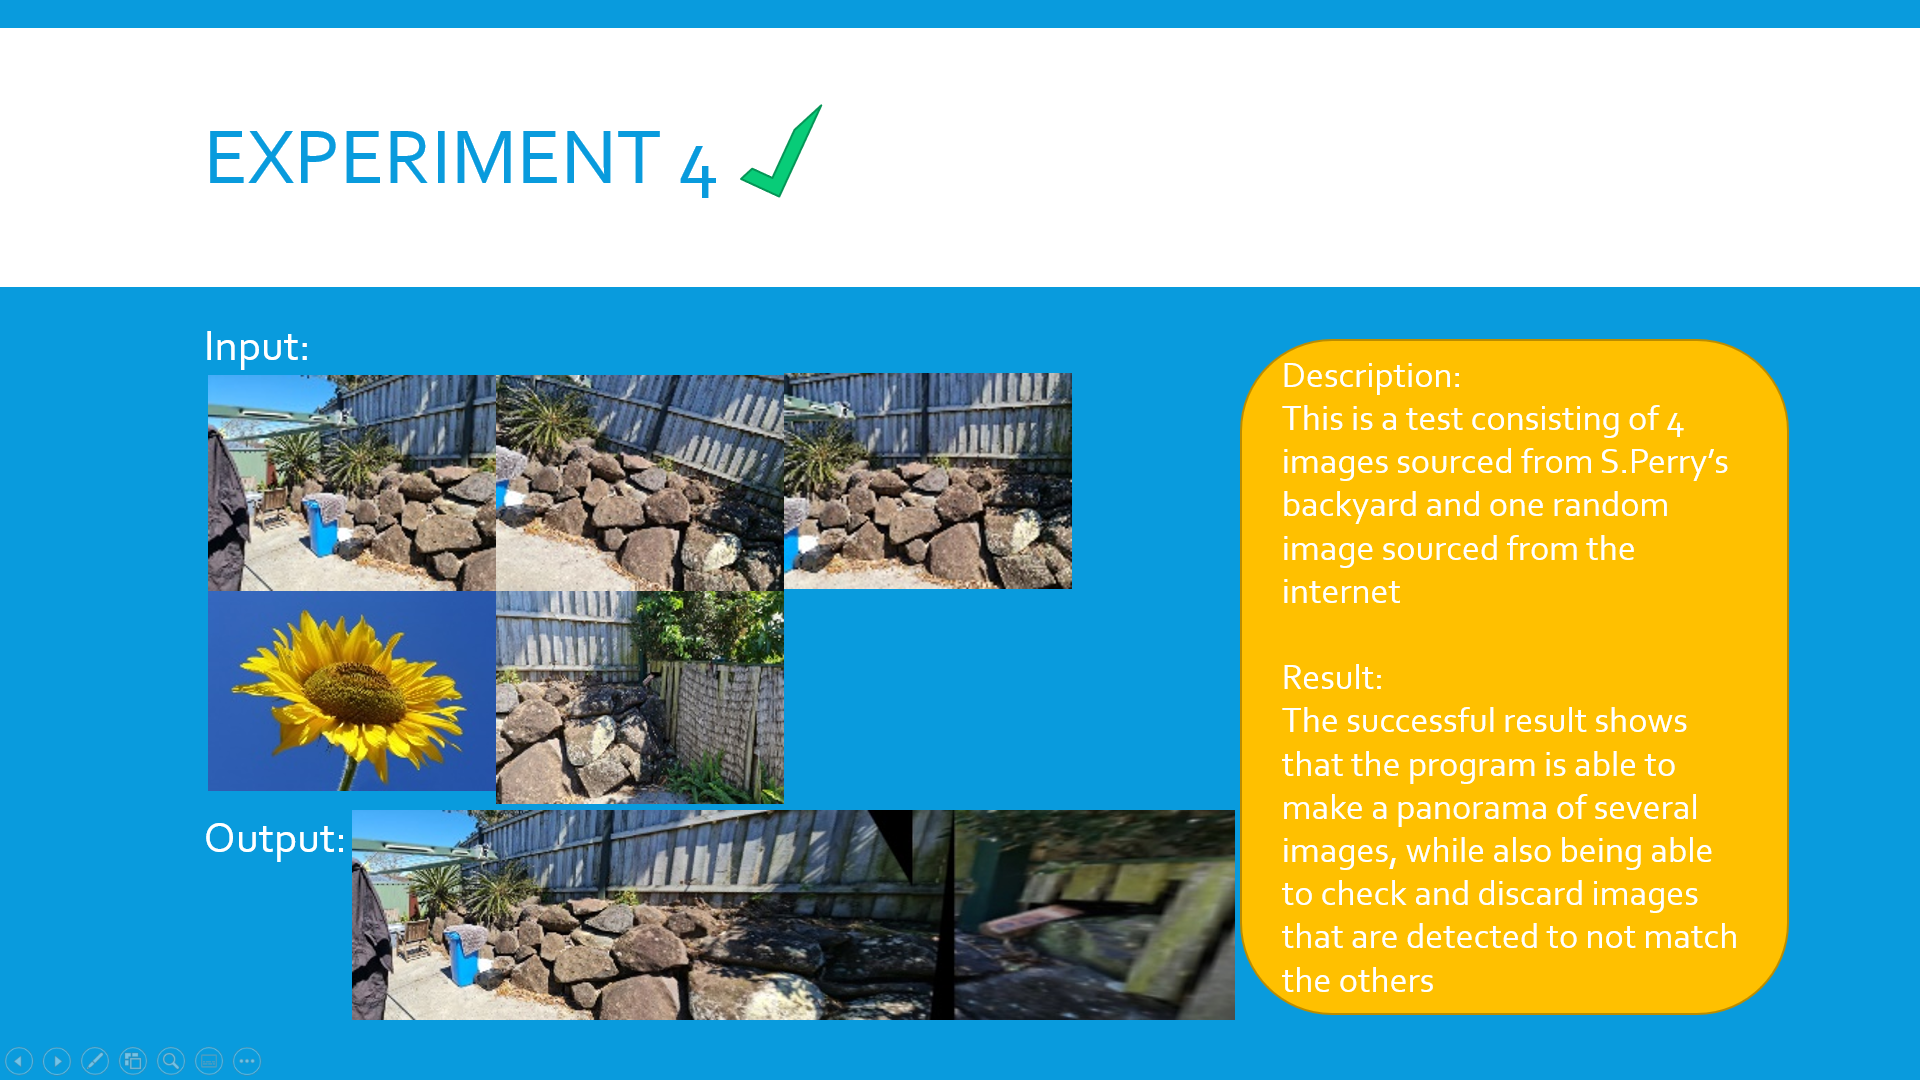 EXPERIMENT 4
Input:
Description:
This is a test consisting of 4
images sourced from S.Perry’s
backyard and one random
image sourced from the
internet
Result:
The successful result shows
that the program is able to
make a panorama of several
images, while also being able
to check and discard images
that are detected to not match
the others
Output: